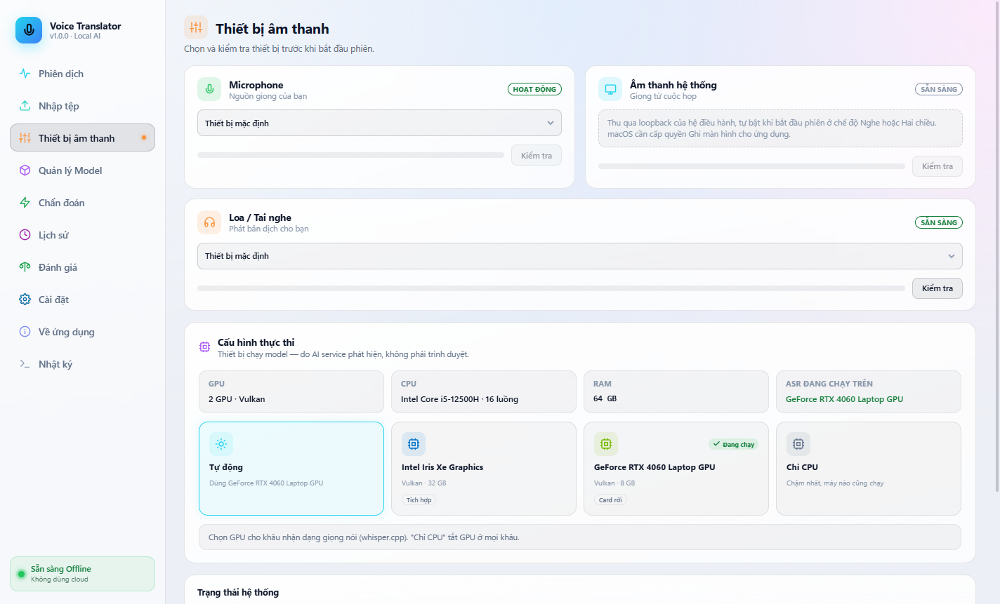 Voice Translator
v1.0.0 · Local AI
Phiên dịch
Nhập tệp
Thiết bị âm thanh
Quản lý Model
Chẩn đoán
Lịch sử
Đánh giá
Cài đặt
Về ứng dụng
Nhật ký
Sẵn sàng Offline
Không dùng cloud
Thiết bị âm thanh
Chọn và kiểm tra thiết bị trước khi bắt đầu phiên.
Microphone
Nguồn giọng của bạn
HOẠT ĐỘNG
Thiết bị mặc định
Kiểm tra
Âm thanh hệ thống
Giọng từ cuộc họp
SẴN SÀNG
Thu qua loopback của hệ điều hành, tự bật khi bắt đầu phiên ở chế độ Nghe hoặc Hai chiều.
macOS cần cấp quyền Ghi màn hình cho ứng dụng.
Kiểm tra
Loa / Tai nghe
Phát bản dịch cho bạn
SẴN SÀNG
Thiết bị mặc định
Kiểm tra
Cấu hình thực thi
Thiết bị chạy model — do AI service phát hiện, không phải trình duyệt.
GPU
2 GPU · Vulkan
CPU
Intel Core i5-12500H · 16 luồng
RAM
64 GB
ASR ĐANG CHẠY TRÊN
GeForce RTX 4060 Laptop GPU
Tự động
Dùng GeForce RTX 4060 Laptop GPU
Intel Iris Xe Graphics
Vulkan · 32 GB
Tích hợp
Đang chạy
GeForce RTX 4060 Laptop GPU
Vulkan · 8 GB
Card rời
Chỉ CPU
Chậm nhất, máy nào cũng chạy
Chọn GPU cho khâu nhận dạng giọng nói (whisper.cpp). "Chỉ CPU" tắt GPU ở mọi khâu.
Trạng thái hệ thống